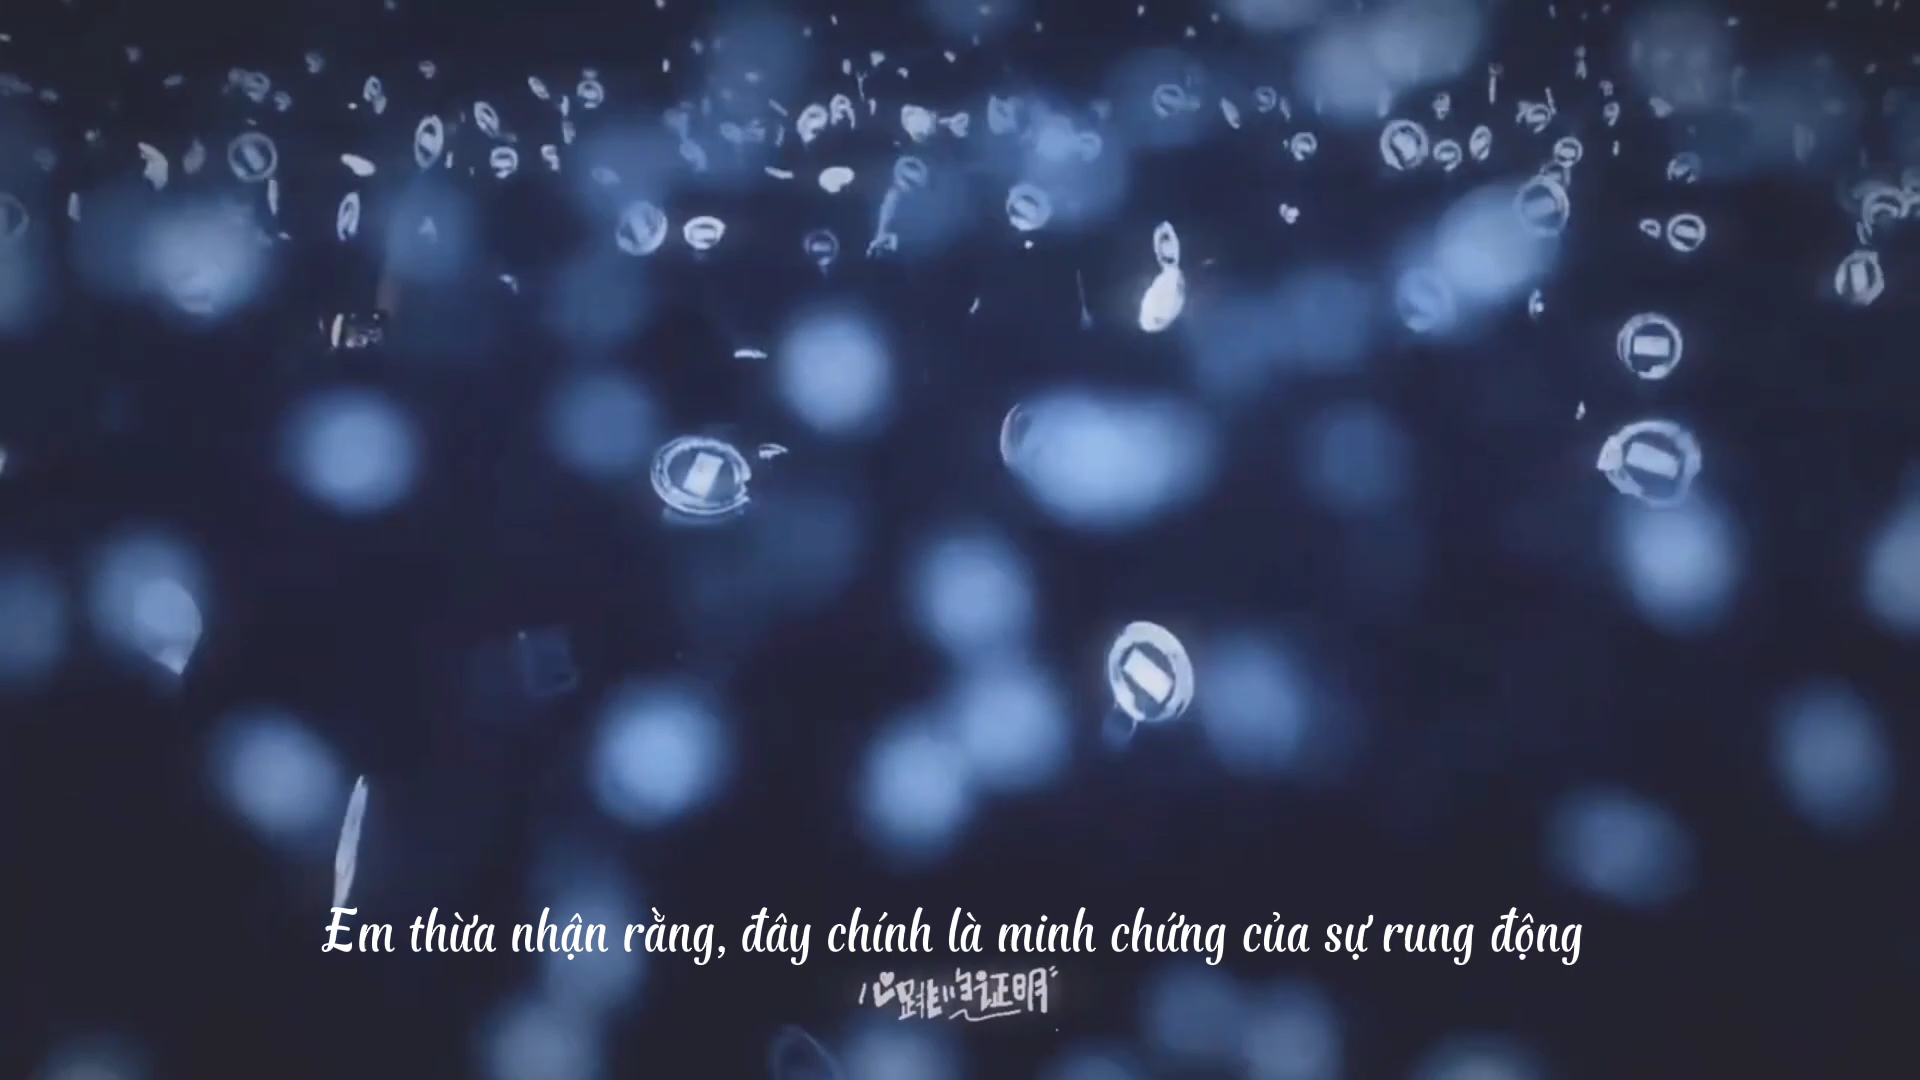 Em thừa nhận rằng, đây chính là minh chứng của sự rung động
心跳的证明